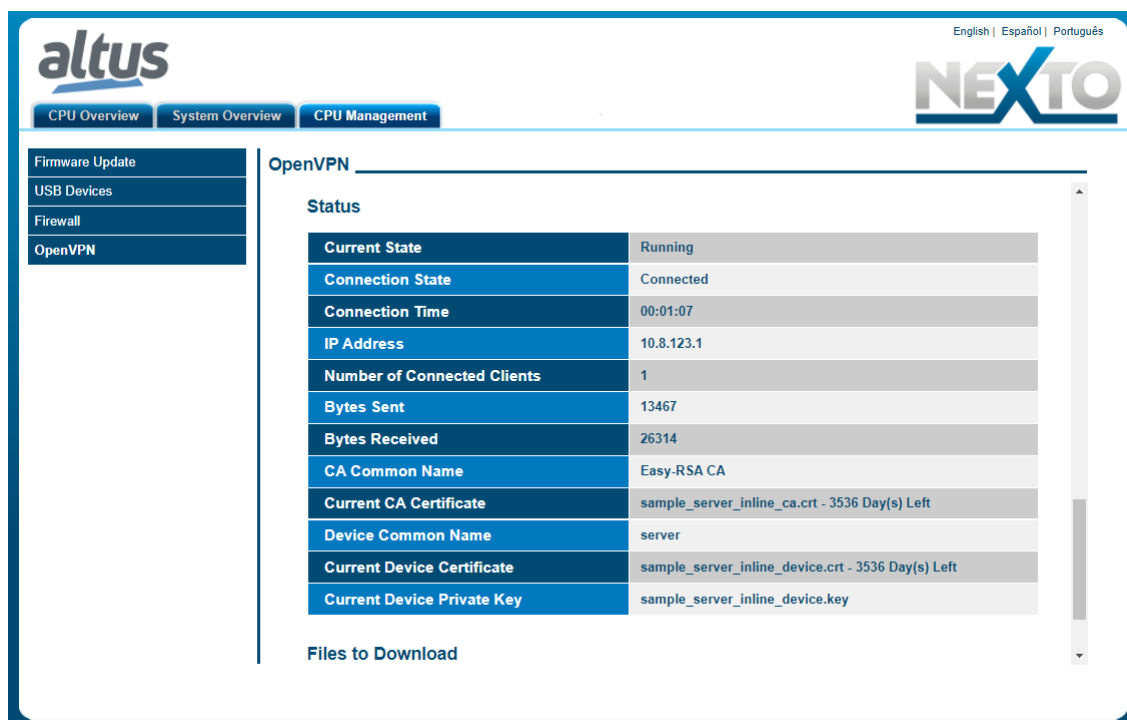 English | Español | Português
altus
NEXTO
CPU Overview System Overview CPU Management
Firmware Update
USB Devices
Firewall
OpenVPN
OpenVPN
Status
Current State Running
Connection State Connected
Connection Time 00:01:07
IP Address 10.8.123.1
Number of Connected Clients 1
Bytes Sent 13467
Bytes Received 26314
CA Common Name Easy-RSA CA
Current CA Certificate sample_server_inline_ca.crt - 3536 Day(s) Left
Device Common Name server
Current Device Certificate sample_server_inline_device.crt - 3536 Day(s) Left
Current Device Private Key sample_server_inline_device.key
Files to Download